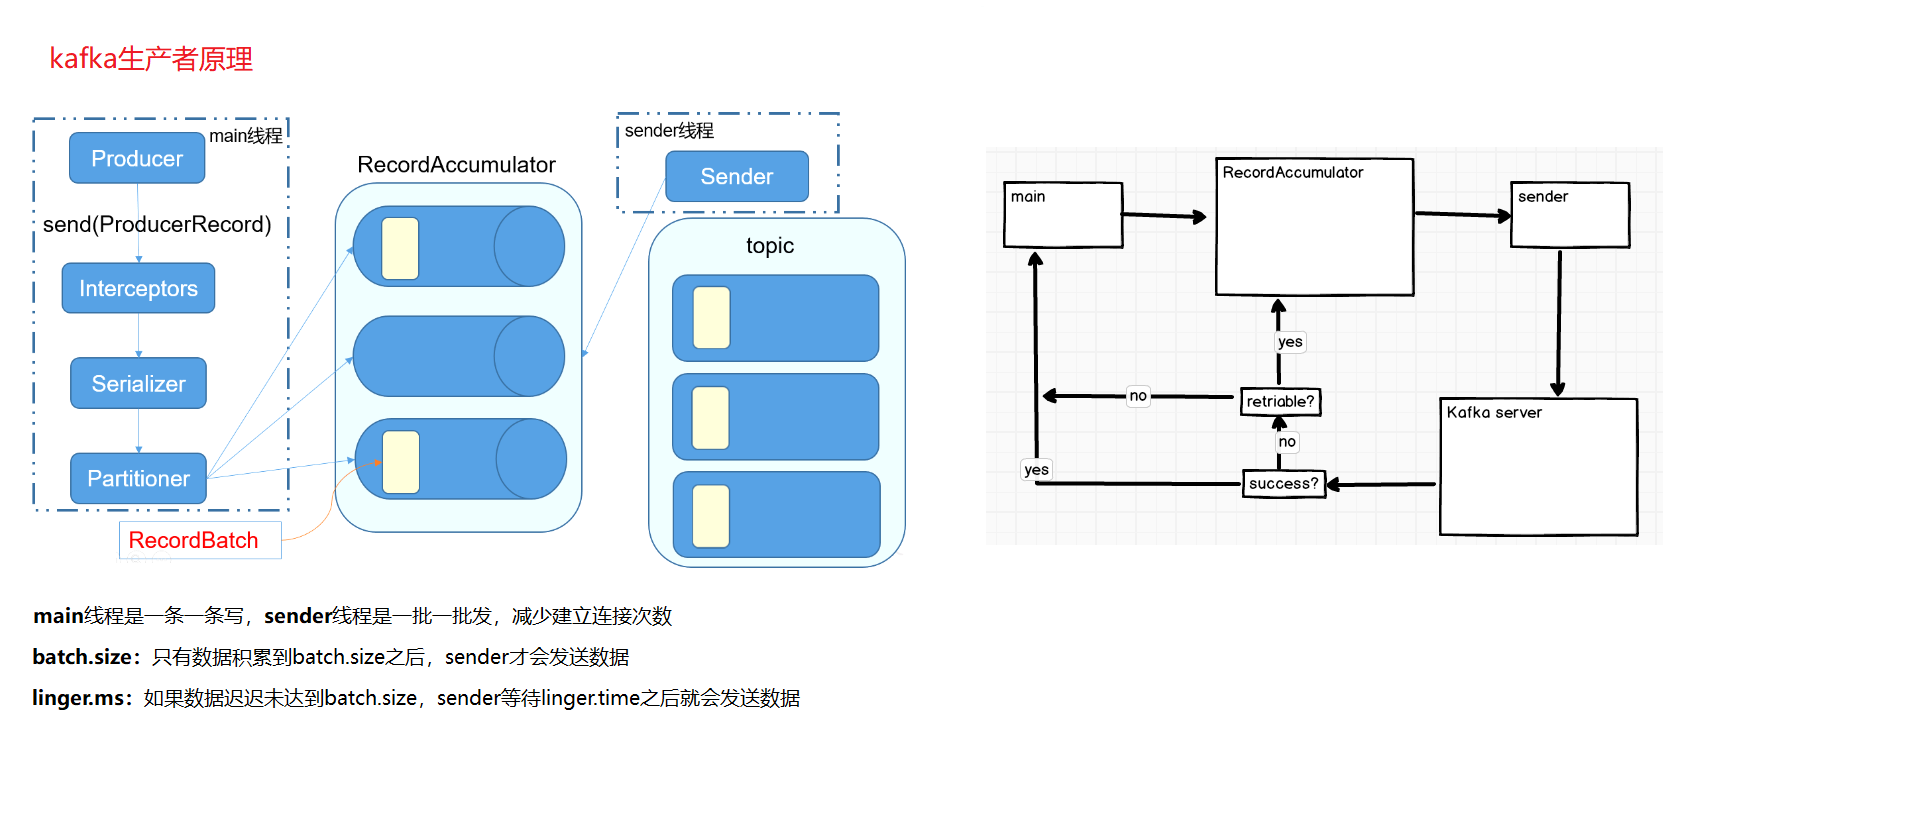 kafka生产者原理
main线程
Producer
send(ProducerRecord)
Interceptors
Serializer
Partitioner
RecordBatch
RecordAccumulator
sender线程
Sender
topic
main
RecordAccumulator
sender
yes
retriable?
no
no
Kafka server
yes
success?
main线程是一条一条写，sender线程是一批一批发，减少建立连接次数
batch.size：只有数据积累到batch.size之后，sender才会发送数据
linger.ms：如果数据迟迟未达到batch.size，sender等待linger.time之后就会发送数据